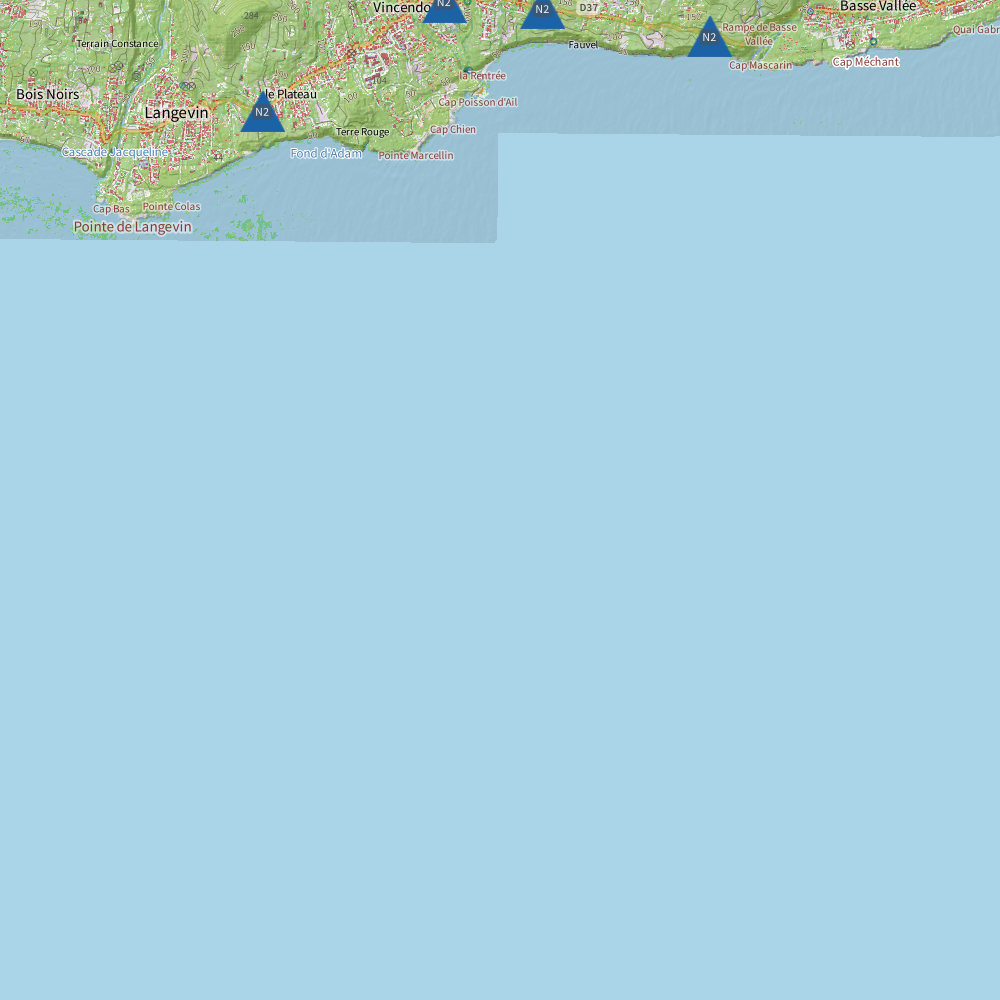 Vincendo
N2
N2
D37
Basse Vallée
284
Rampe de Basse
Vallée
Quai Gabr
Terrain Constance
Fauvel
N2
Cap Mascarin
Cap Méchant
la Rentrée
Bois Noirs
le Plateau
Cap Poisson d'Ail
Langevin
N2
Terre Rouge
Cap Chien
Cascade Jacqueline
44
Fond d'Adam
Pointe Marcellin
Cap Bas
Pointe Colas
Pointe de Langevin